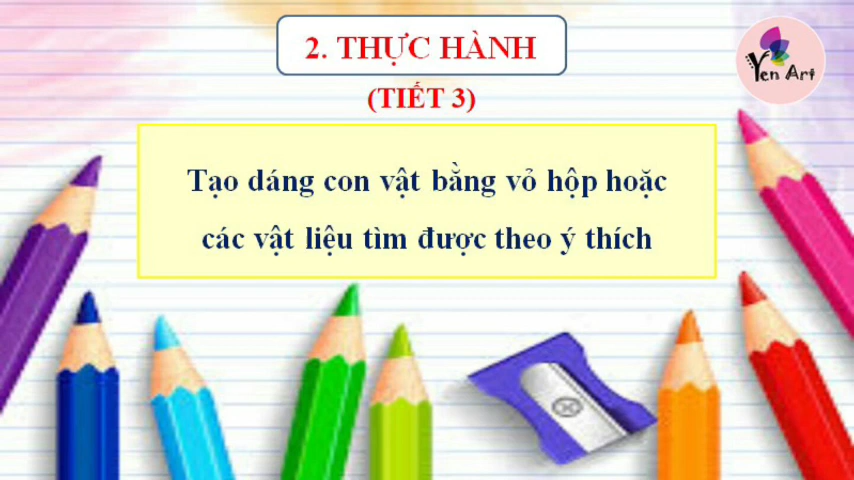 2. THỰC HÀNH
Yen Art
(TIẾT 3)
Tạo dáng con vật bằng vỏ hộp hoặc
các vật liệu tìm được theo ý thích